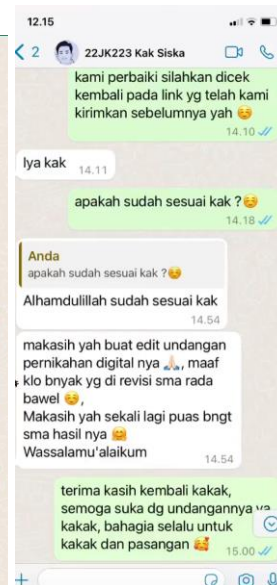 12.15
2 22JK223 Kak Siska
kami perbaiki silahkan dicek
kembali pada link yg telah kami
kirimkan sebelumnya yah ☺️
14.10
Iya kak 14.11
apakah sudah sesuai kak ?☺️
14.18
Anda
apakah sudah sesuai kak ?☺️
Alhamdulillah sudah sesuai kak
14.54
makasih yah buat edit undangan
pernikahan digital nya 🙏🏻, maaf
klo bnyak yg di revisi sma rada
bawel ☺️,
Makasih yah sekali lagi puas bngt
sma hasil nya 🤗
Wassalamu'alaikum
14.54
terima kasih kembali kakak,
semoga suka dg undangannya ya
kakak, bahagia selalu untuk
kakak dan pasangan 🥰
15.00